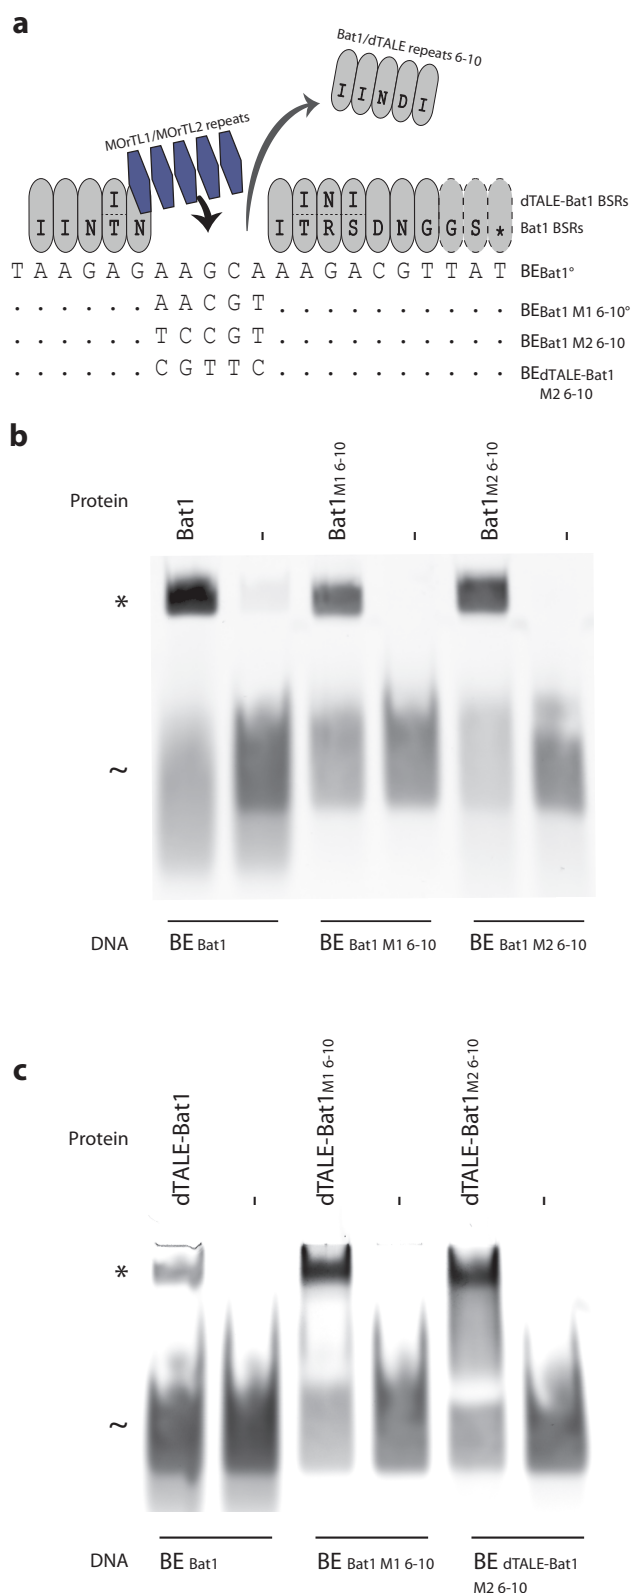 a
Bat1/dTALE repeats 6-10
I I N D I
MOrTL1/MOrTL2 repeats
I I N I dTALE-Bat1 BSRs
I I N T N I T R S D N G G S * Bat1 BSRs
T A A G A G A A G C A A A G A C G T T A T BEBat1°
. . . . . . A A C G T . . . . . . . . . . BEBat1 M1 6-10°
. . . . . . T C C G T . . . . . . . . . . BEBat1 M2 6-10
. . . . . . C G T T C . . . . . . . . . . BEdTALE-Bat1
M2 6-10
b
Protein Bat1 - Bat1M1 6-10 - Bat1M2 6-10 -
*
~
DNA BE Bat1 BE Bat1 M1 6-10 BE Bat1 M2 6-10
c
Protein dTALE-Bat1 - dTALE-Bat1M1 6-10 - dTALE-Bat1M2 6-10 -
*
~
DNA BE Bat1 BE Bat1 M1 6-10 BE dTALE-Bat1
M2 6-10